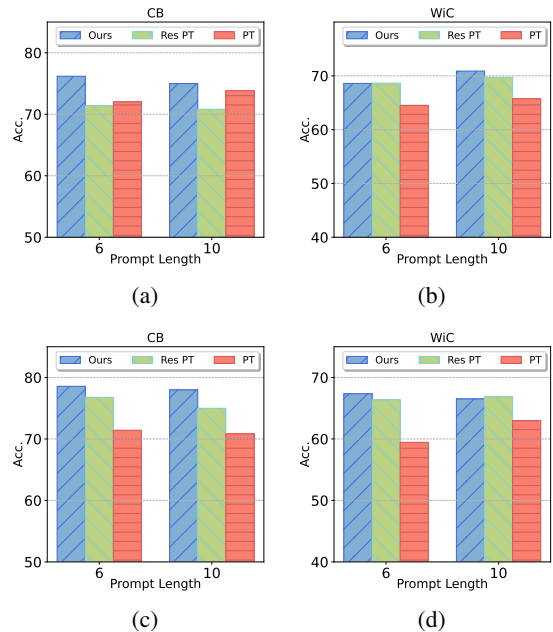 CB
Ours Res PT PT
80
70
60
50
Acc.
6 10
Prompt Length
(a)
WiC
Ours Res PT PT
70
60
50
40
Acc.
6 10
Prompt Length
(b)
CB
Ours Res PT PT
80
70
60
50
Acc.
6 10
Prompt Length
(c)
WiC
Ours Res PT PT
70
60
50
40
Acc.
6 10
Prompt Length
(d)